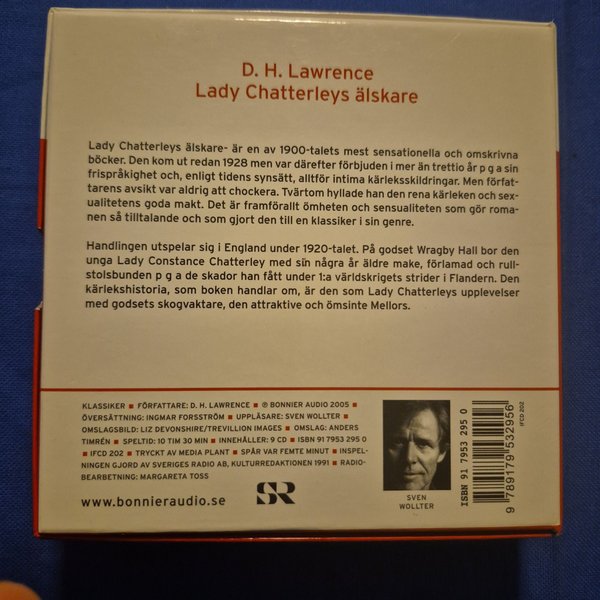 D. H. Lawrence
Lady Chatterleys älskare
Lady Chatterleys älskare- är en av 1900-talets mest sensationella och omskrivna
böcker. Den kom ut redan 1928 men var därefter förbjuden i mer än trettio år p g a sin
frispråkighet och, enligt tidens synsätt, alltför intima kärleksskildringar. Men förfat-
tarens avsikt var aldrig att chockera. Tvärtom hyllade han den rena kärleken och sex-
ualitetens goda makt. Det är framförallt ömheten och sensualiteten som gör roma-
nen så tilltalande och som gjort den till en klassiker i sin genre.
Handlingen utspelar sig i England under 1920-talet. På godset Wragby Hall bor den
unga Lady Constance Chatterley med sin några år äldre make, förlamad och rull-
stolsbunden p g a de skador han fått under 1:a världskrigets strider i Flandern. Den
kärlekshistoria, som boken handlar om, är den som Lady Chatterleys upplevelser
med godsets skogvaktare, den attraktive och ömsinte Mellors.
KLASSIKER ■ FÖRFATTARE: D. H. LAWRENCE ■ ℗ BONNIER AUDIO 2005 ■
ÖVERSÄTTNING: INGMAR FORSSTRÖM ■ UPPLÄSARE: SVEN WOLLTER ■
OMSLAGSBILD: LIZ DEVONSHIRE/TREVILLION IMAGES ■ OMSLAG: ANDERS
TIMRÉN ■ SPELTID: 10 TIM 30 MIN ■ INNEHÅLLER: 9 CD ■ ISBN 91 7953 295 0
■ IFCD 202 ■ TRYCKT AV MEDIA PLANT ■ SPÅR VAR FEMTE MINUT ■ INSPEL-
NINGEN GJORD AV SVERIGES RADIO AB, KULTURREDAKTIONEN 1991 ■ RADIO-
BEARBETNING: MARGARETA TOSS
www.bonnieraudio.se
SR
SVEN
WOLLTER
ISBN 91 7953 295 0
9 789179 532956
IFCD 202